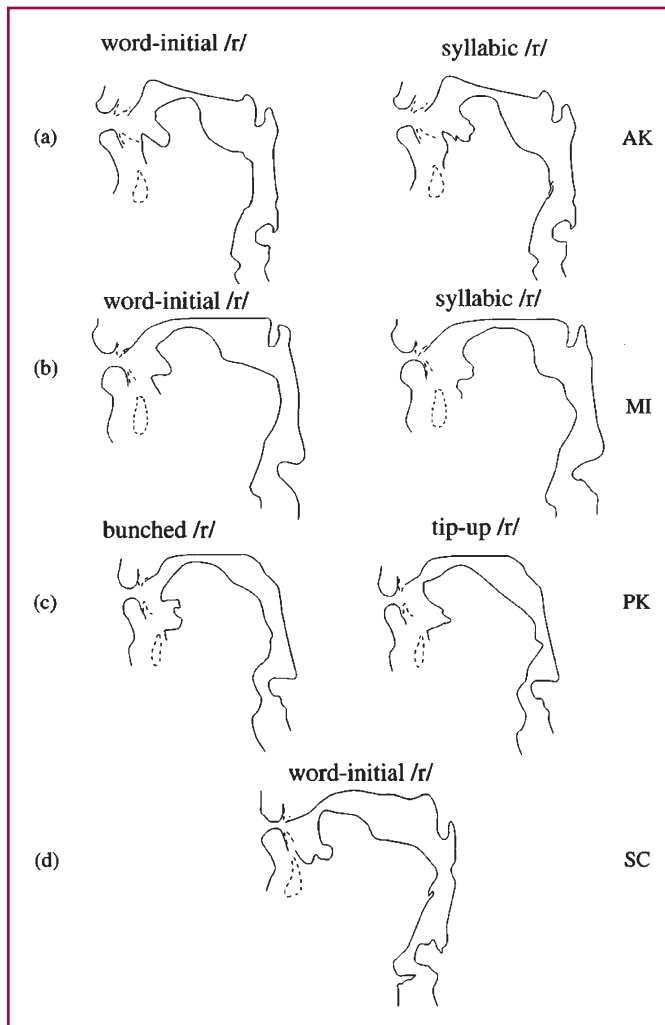 word-initial /r/ syllabic /r/
(a) AK
word-initial /r/ syllabic /r/
(b) MI
bunched /r/ tip-up /r/
(c) PK
word-initial /r/
(d) SC